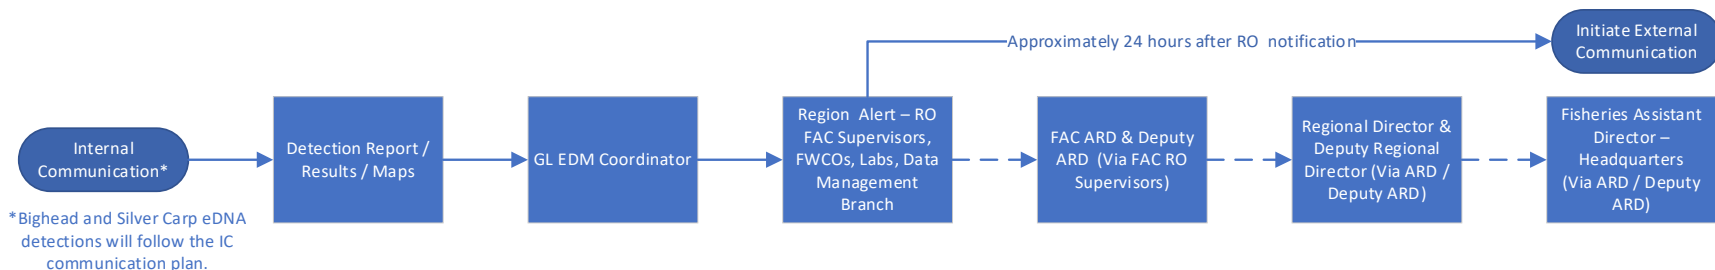 Approximately 24 hours after RO notification
Initiate External
Communication
Internal
Communication*
Detection Report /
Results / Maps
GL EDM Coordinator
Region Alert – RO
FAC Supervisors,
FWCOs, Labs, Data
Management
Branch
FAC ARD & Deputy
ARD (Via FAC RO
Supervisors)
Regional Director &
Deputy Regional
Director (Via ARD /
Deputy ARD)
Fisheries Assistant
Director –
Headquarters
(Via ARD / Deputy
ARD)
*Bighead and Silver Carp eDNA
detections will follow the IC
communication plan.